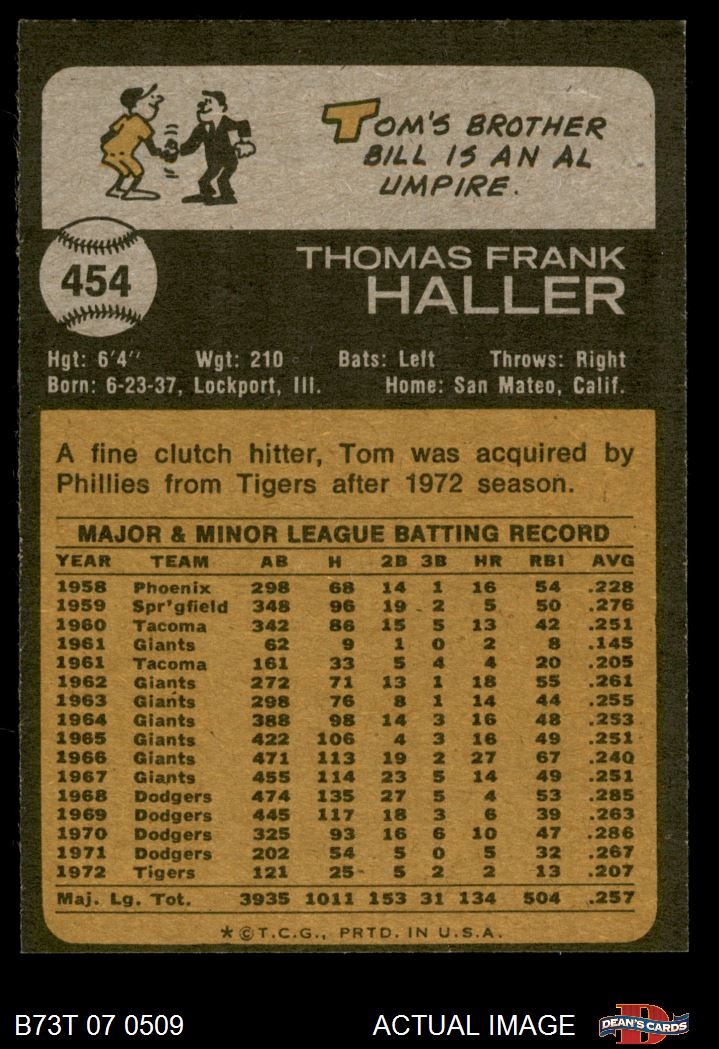 TOM'S BROTHER
BILL IS AN AL
UMPIRE.
454
THOMAS FRANK
HALLER
Hgt: 6'4" Wgt: 210 Bats: Left Throws: Right
Born: 6-23-37, Lockport, Ill. Home: San Mateo, Calif.
A fine clutch hitter, Tom was acquired by
Phillies from Tigers after 1972 season.
MAJOR & MINOR LEAGUE BATTING RECORD
YEAR TEAM AB H 2B 3B HR RBI AVG
1958 Phoenix 298 68 14 1 16 54 .228
1959 Spr'gfield 348 96 19 2 5 50 .276
1960 Tacoma 342 86 15 5 13 42 .251
1961 Giants 62 9 1 0 2 8 .145
1961 Tacoma 161 33 5 4 4 20 .205
1962 Giants 272 71 13 1 18 55 .261
1963 Giants 298 76 8 1 14 44 .255
1964 Giants 388 98 14 3 16 48 .253
1965 Giants 422 106 4 3 16 49 .251
1966 Giants 471 113 19 2 27 67 .240
1967 Giants 455 114 23 5 14 49 .251
1968 Dodgers 474 135 27 5 4 53 .285
1969 Dodgers 445 117 18 3 6 39 .263
1970 Dodgers 325 93 16 6 10 47 .286
1971 Dodgers 202 54 5 0 5 32 .267
1972 Tigers 121 25 5 2 2 13 .207
Maj. Lg. Tot. 3935 1011 153 31 134 504 .257
*©T.C.G., PRTD. IN U.S.A.
B73T 07 0509 ACTUAL IMAGE D DEAN'S CARDS